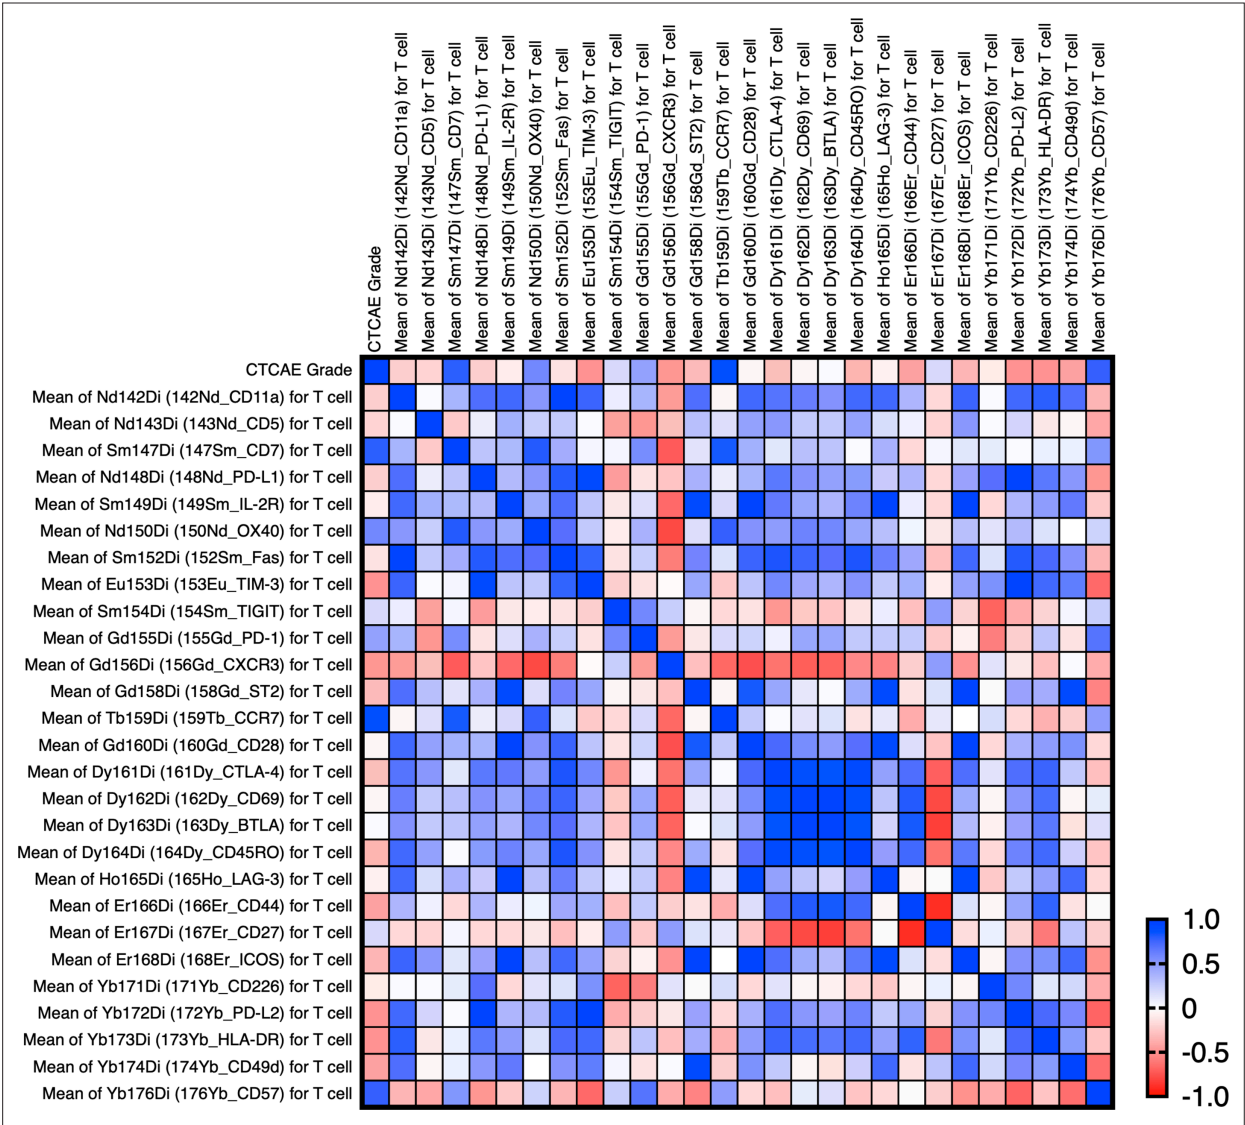 CTCAE Grade
Mean of Nd142Di (142Nd_CD11a) for T cell
Mean of Nd143Di (143Nd_CD5) for T cell
Mean of Sm147Di (147Sm_CD7) for T cell
Mean of Nd148Di (148Nd_PD-L1) for T cell
Mean of Sm149Di (149Sm_IL-2R) for T cell
Mean of Nd150Di (150Nd_OX40) for T cell
Mean of Sm152Di (152Sm_Fas) for T cell
Mean of Eu153Di (153Eu_TIM-3) for T cell
Mean of Sm154Di (154Sm_TIGIT) for T cell
Mean of Gd155Di (155Gd_PD-1) for T cell
Mean of Gd156Di (156Gd_CXCR3) for T cell
Mean of Gd158Di (158Gd_ST2) for T cell
Mean of Tb159Di (159Tb_CCR7) for T cell
Mean of Gd160Di (160Gd_CD28) for T cell
Mean of Dy161Di (161Dy_CTLA-4) for T cell
Mean of Dy162Di (162Dy_CD69) for T cell
Mean of Dy163Di (163Dy_BTLA) for T cell
Mean of Dy164Di (164Dy_CD45RO) for T cell
Mean of Ho165Di (165Ho_LAG-3) for T cell
Mean of Er166Di (166Er_CD44) for T cell
Mean of Er167Di (167Er_CD27) for T cell
Mean of Er168Di (168Er_ICOS) for T cell
Mean of Yb171Di (171Yb_CD226) for T cell
Mean of Yb172Di (172Yb_PD-L2) for T cell
Mean of Yb173Di (173Yb_HLA-DR) for T cell
Mean of Yb174Di (174Yb_CD49d) for T cell
Mean of Yb176Di (176Yb_CD57) for T cell
CTCAE Grade
Mean of Nd142Di (142Nd_CD11a) for T cell
Mean of Nd143Di (143Nd_CD5) for T cell
Mean of Sm147Di (147Sm_CD7) for T cell
Mean of Nd148Di (148Nd_PD-L1) for T cell
Mean of Sm149Di (149Sm_IL-2R) for T cell
Mean of Nd150Di (150Nd_OX40) for T cell
Mean of Sm152Di (152Sm_Fas) for T cell
Mean of Eu153Di (153Eu_TIM-3) for T cell
Mean of Sm154Di (154Sm_TIGIT) for T cell
Mean of Gd155Di (155Gd_PD-1) for T cell
Mean of Gd156Di (156Gd_CXCR3) for T cell
Mean of Gd158Di (158Gd_ST2) for T cell
Mean of Tb159Di (159Tb_CCR7) for T cell
Mean of Gd160Di (160Gd_CD28) for T cell
Mean of Dy161Di (161Dy_CTLA-4) for T cell
Mean of Dy162Di (162Dy_CD69) for T cell
Mean of Dy163Di (163Dy_BTLA) for T cell
Mean of Dy164Di (164Dy_CD45RO) for T cell
Mean of Ho165Di (165Ho_LAG-3) for T cell
Mean of Er166Di (166Er_CD44) for T cell
Mean of Er167Di (167Er_CD27) for T cell
Mean of Er168Di (168Er_ICOS) for T cell
Mean of Yb171Di (171Yb_CD226) for T cell
Mean of Yb172Di (172Yb_PD-L2) for T cell
Mean of Yb173Di (173Yb_HLA-DR) for T cell
Mean of Yb174Di (174Yb_CD49d) for T cell
Mean of Yb176Di (176Yb_CD57) for T cell
1.0
0.5
0
-0.5
-1.0